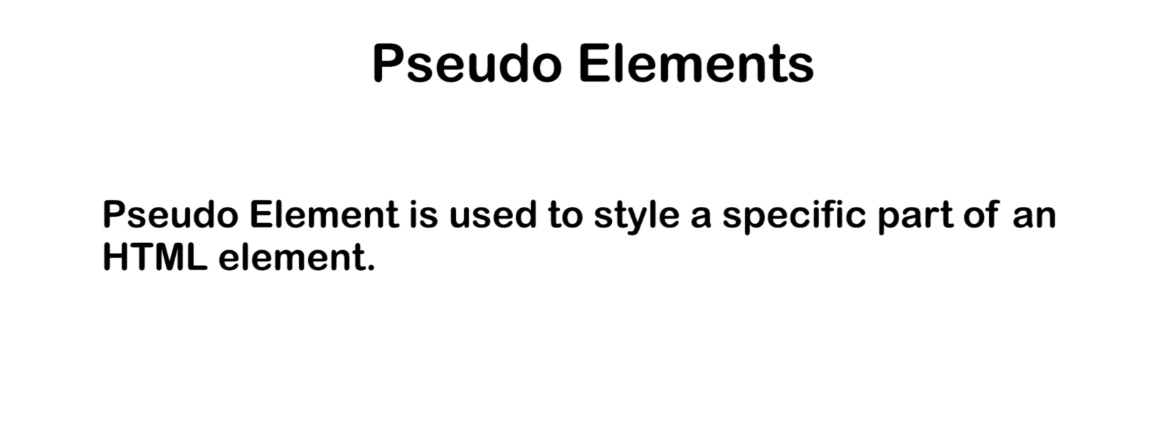 Pseudo Elements
Pseudo Element is used to style a specific part of an
HTML element.